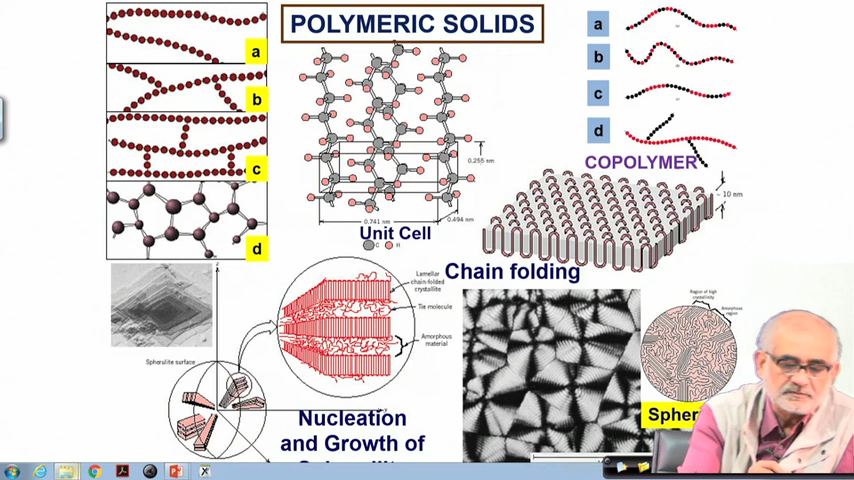 POLYMERIC SOLIDS
a
b
c
d
0.255 nm
0.741 nm
0.494 nm
Unit Cell
C
H
a
b
c
d
COPOLYMER
~ 10 nm
Chain folding
Spherulite surface
z
Lamellar
chain-folded
crystallite
Tie molecule
Amorphous
material
Nucleation
and Growth of
Region of high
crystallinity
Amorphous
region
Spher